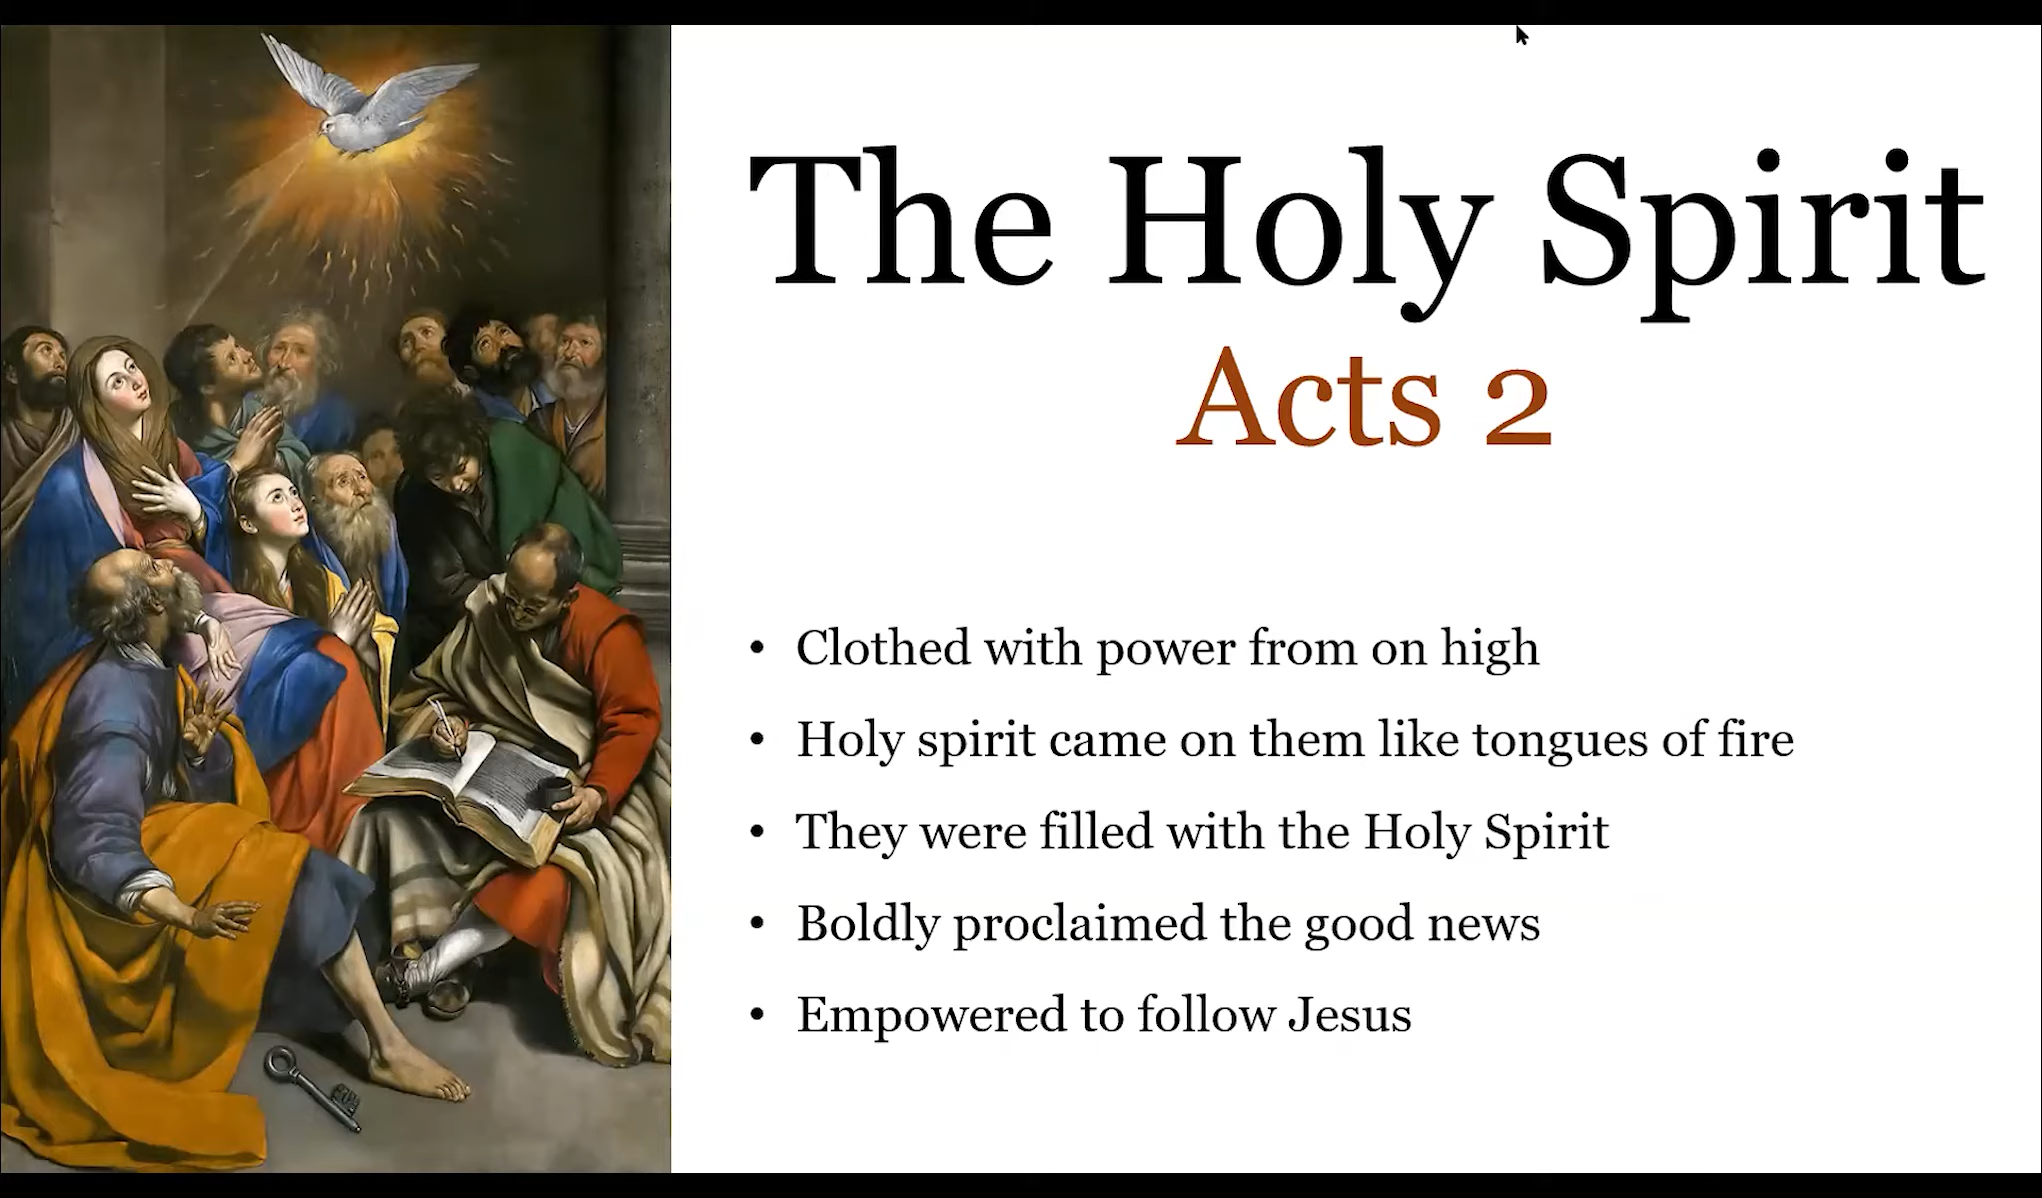 The Holy Spirit
Acts 2
• Clothed with power from on high
• Holy spirit came on them like tongues of fire
• They were filled with the Holy Spirit
• Boldly proclaimed the good news
• Empowered to follow Jesus